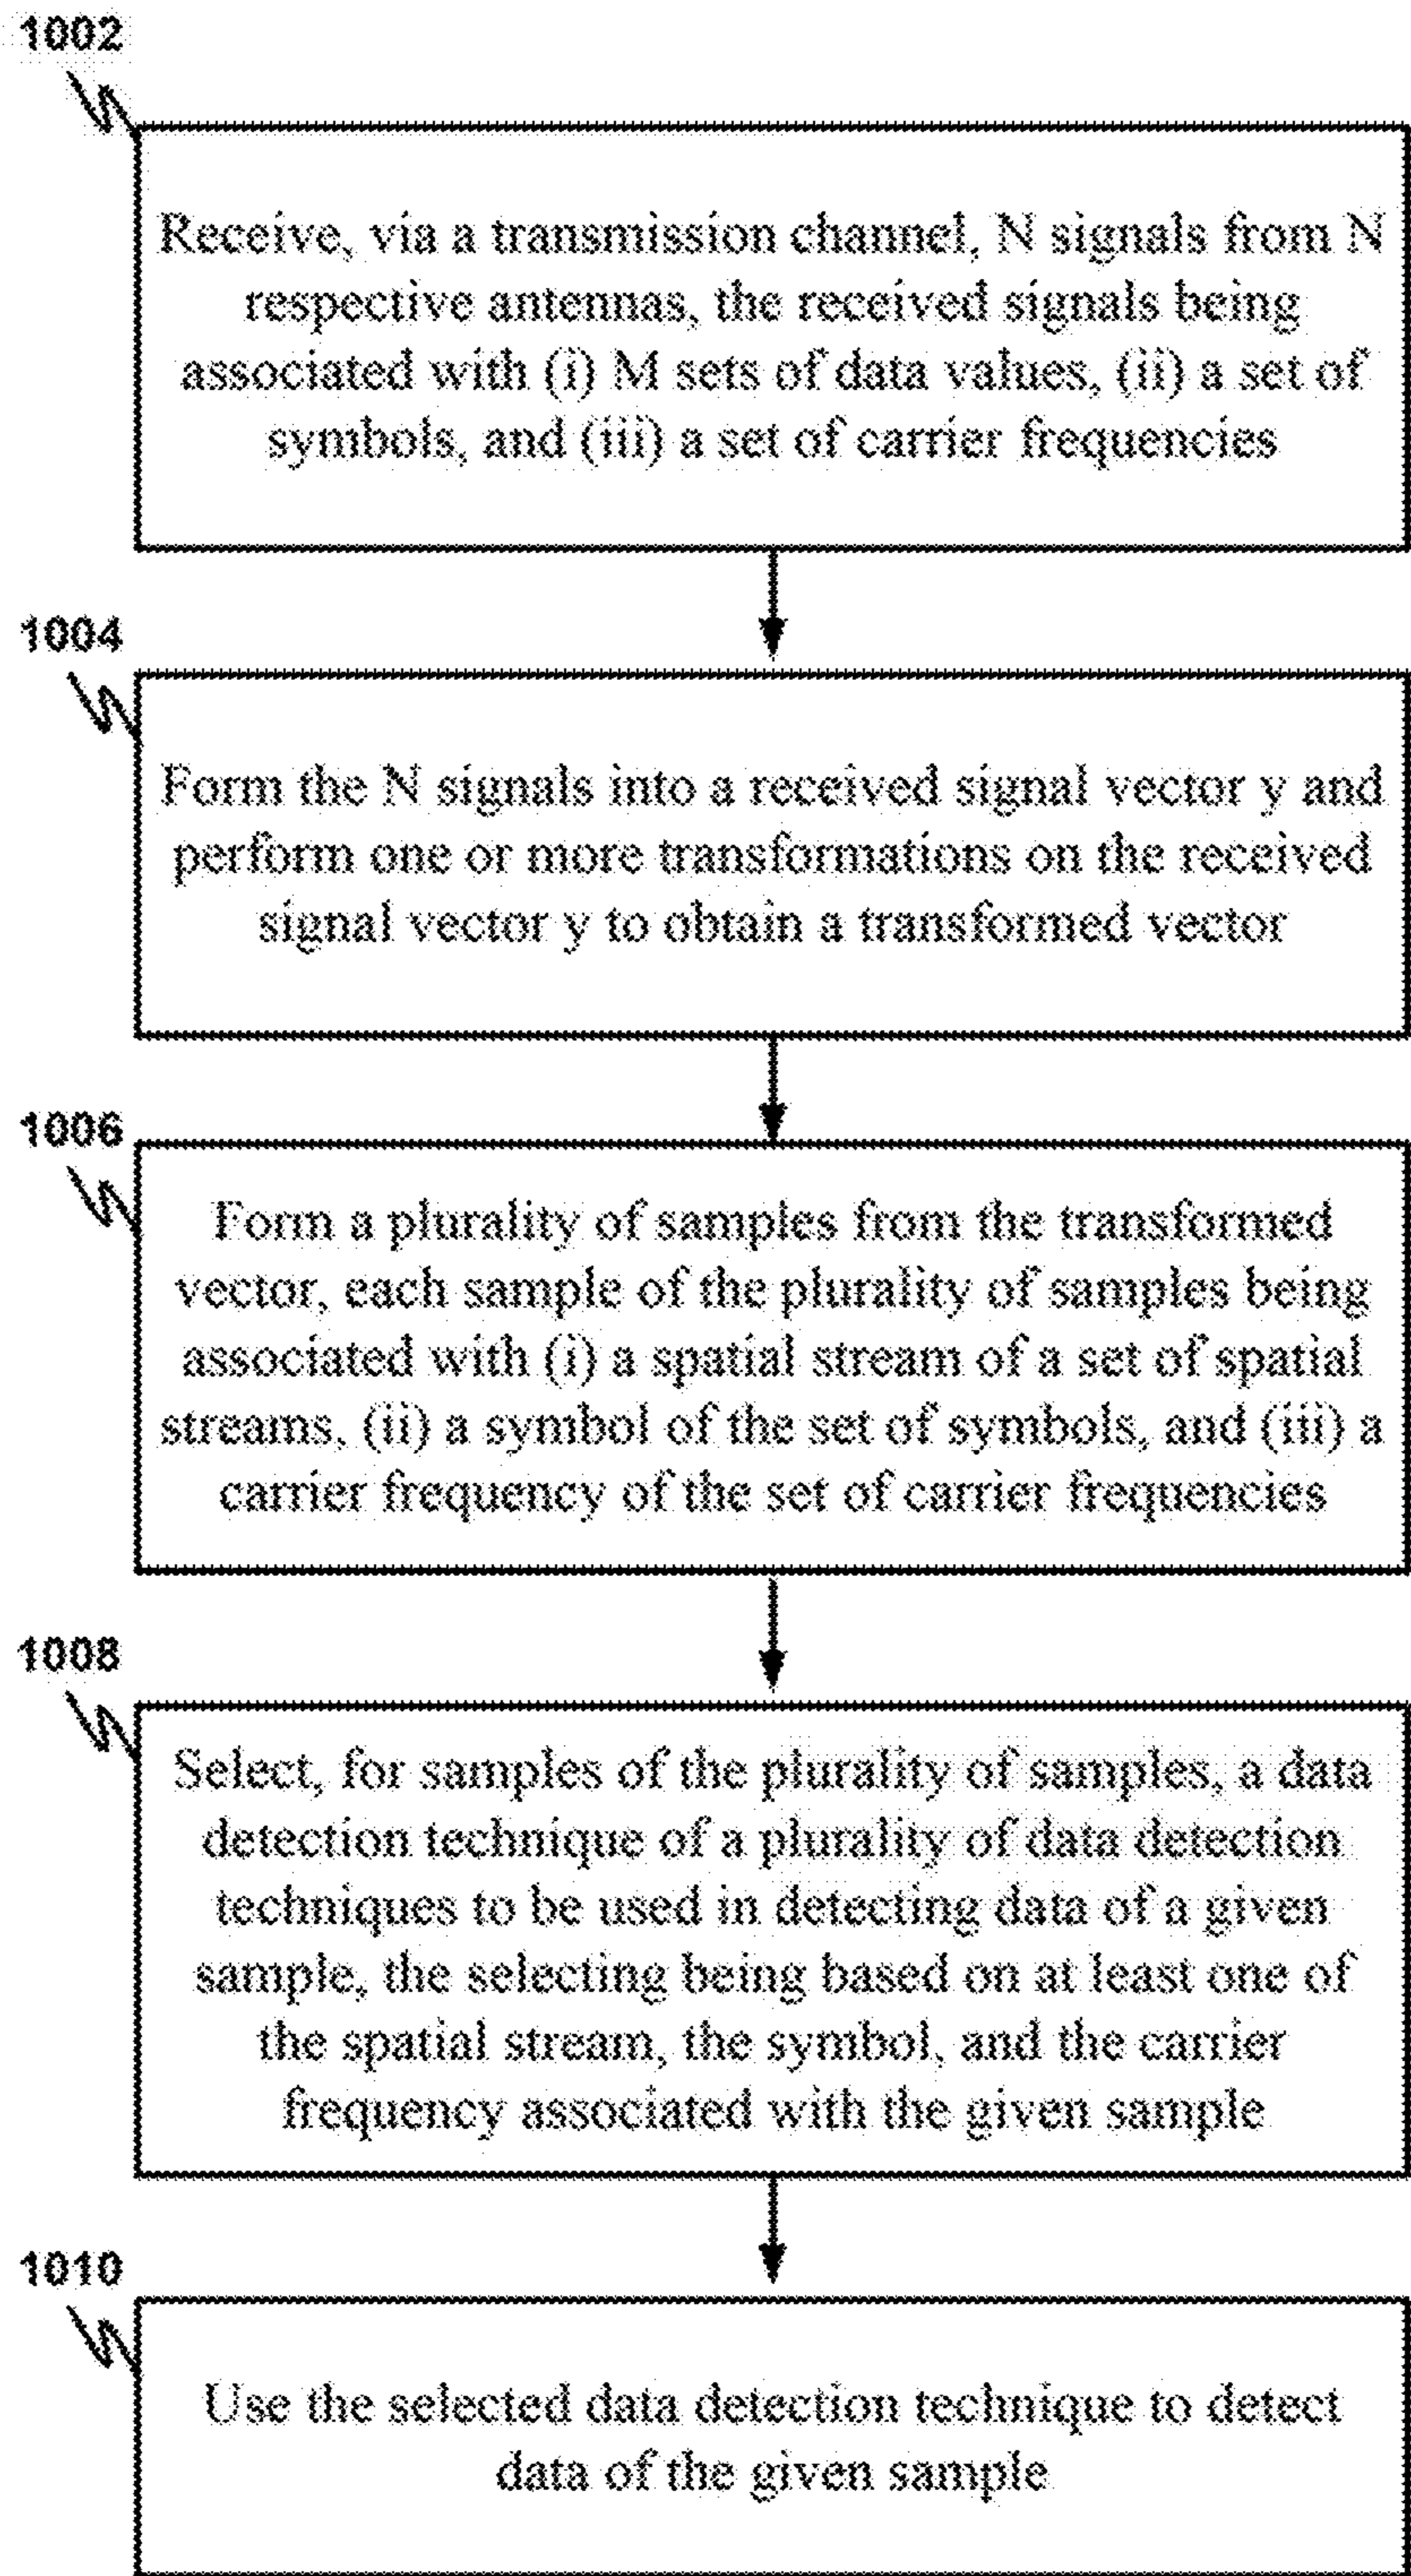 1002
Receive, via a transmission channel, N signals from N
respective antennas, the received signals being
associated with (i) M sets of data values, (ii) a set of
symbols, and (iii) a set of carrier frequencies
1004
Form the N signals into a received signal vector y and
perform one or more transformations on the received
signal vector y to obtain a transformed vector
1006
Form a plurality of samples from the transformed
vector, each sample of the plurality of samples being
associated with (i) a spatial stream of a set of spatial
streams, (ii) a symbol of the set of symbols, and (iii) a
carrier frequency of the set of carrier frequencies
1008
Select, for samples of the plurality of samples, a data
detection technique of a plurality of data detection
techniques to be used in detecting data of a given
sample, the selecting being based on at least one of
the spatial stream, the symbol, and the carrier
frequency associated with the given sample
1010
Use the selected data detection technique to detect
data of the given sample